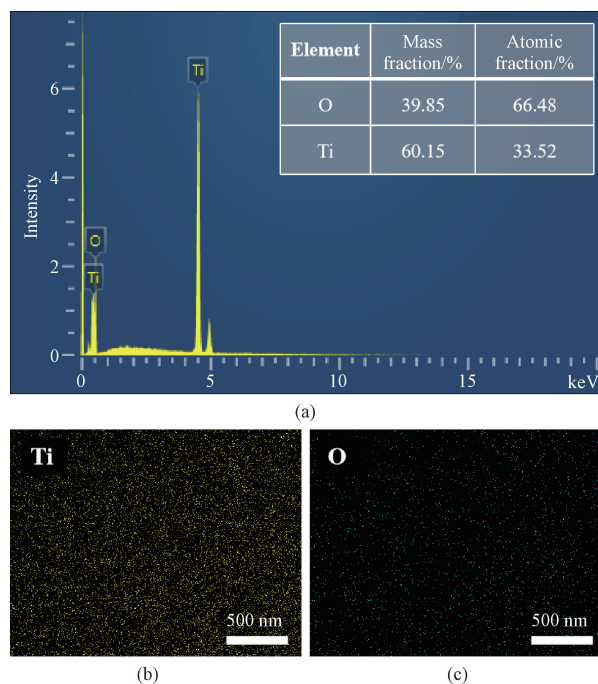 6
4
2
0
Intensity
Ti
O
Ti
Element Mass fraction/% Atomic fraction/%
O 39.85 66.48
Ti 60.15 33.52
0 5 10 15 keV
(a)
Ti
500 nm
(b)
O
500 nm
(c)